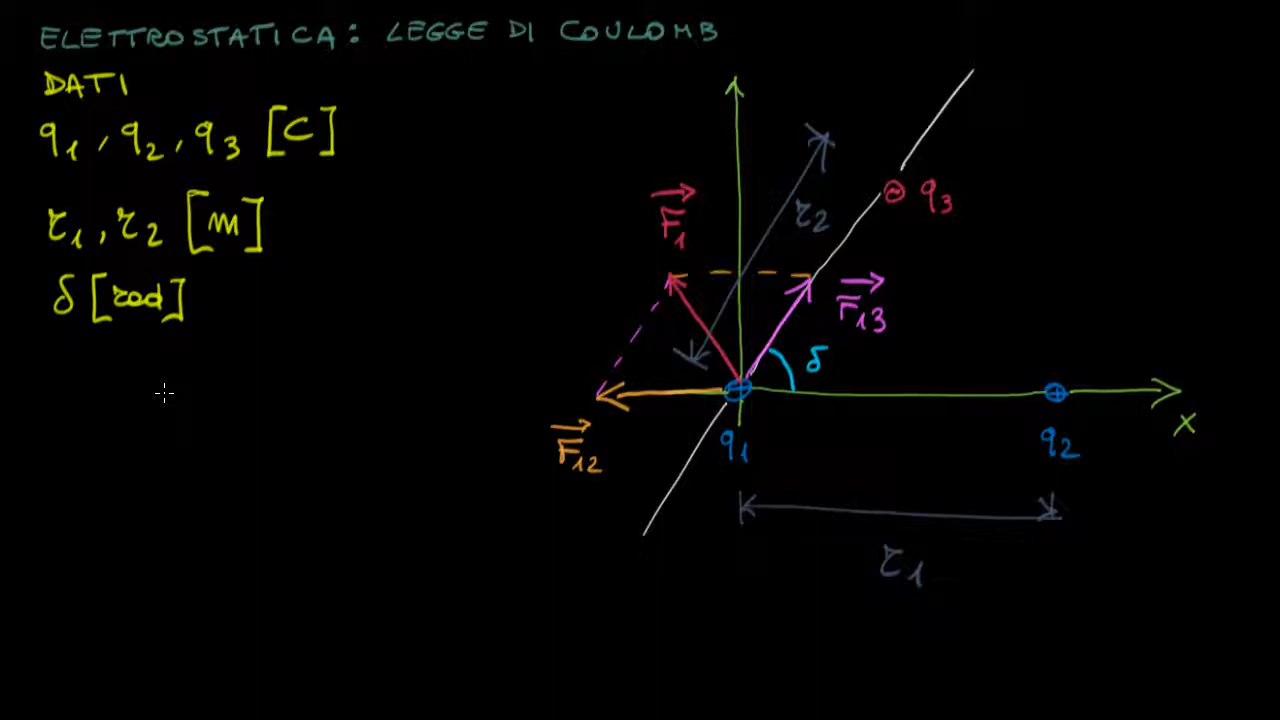 ELETTROSTATICA: LEGGE DI COULOMB
DATI
q1, q2, q3 [C]
r1, r2 [m]
δ [rad]
r2
q3
F1
F13
δ
x
F12
q1
q2
r1